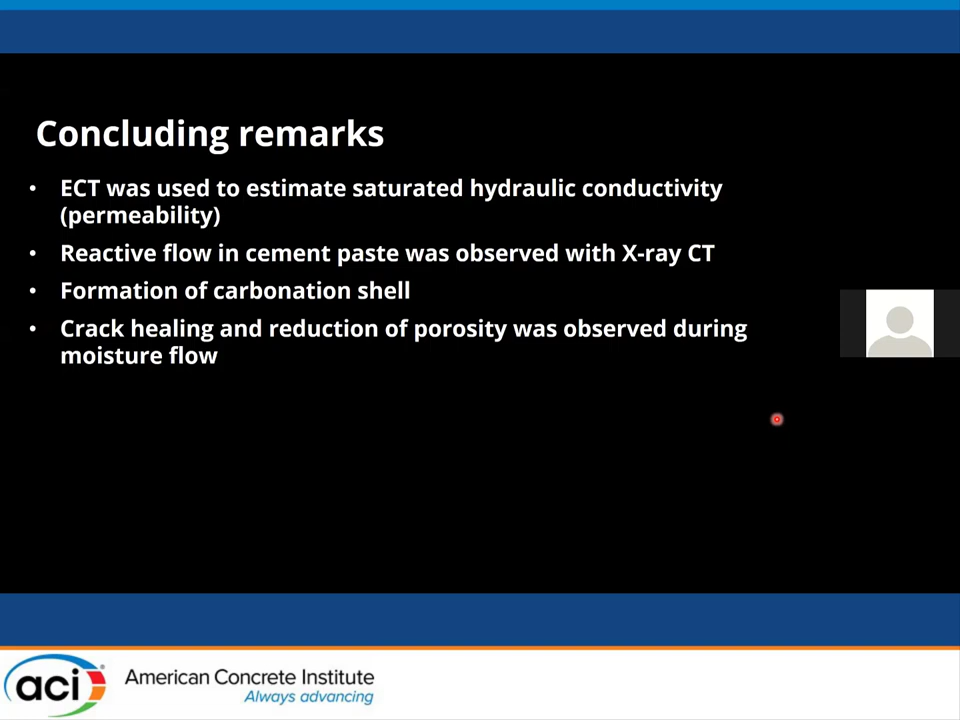 Concluding remarks
• ECT was used to estimate saturated hydraulic conductivity
(permeability)
• Reactive flow in cement paste was observed with X-ray CT
• Formation of carbonation shell
• Crack healing and reduction of porosity was observed during
moisture flow
aci
American Concrete Institute
Always advancing